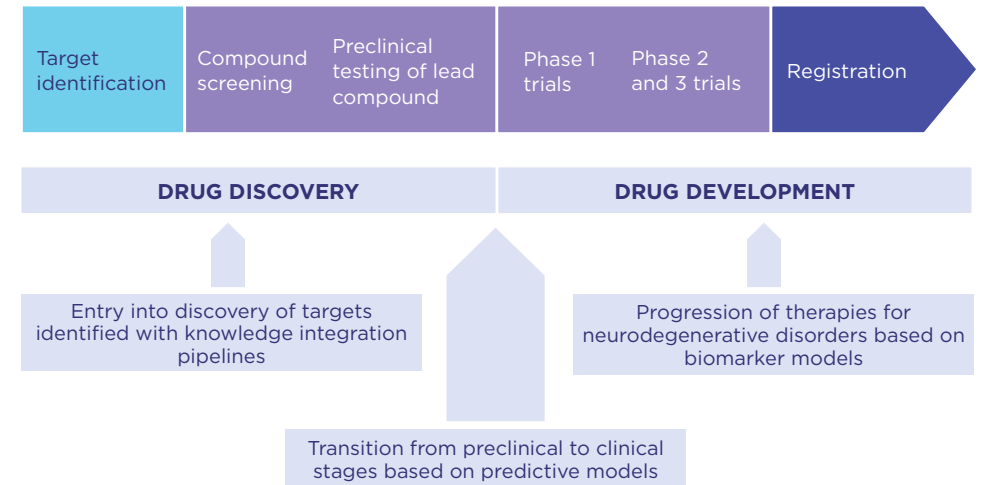 Target
identification
Compound
screening
Preclinical
testing of lead
compound
Phase 1
trials
Phase 2
and 3 trials
Registration
DRUG DISCOVERY
DRUG DEVELOPMENT
Entry into discovery of targets
identified with knowledge integration
pipelines
Progression of therapies for
neurodegenerative disorders based on
biomarker models
Transition from preclinical to clinical
stages based on predictive models